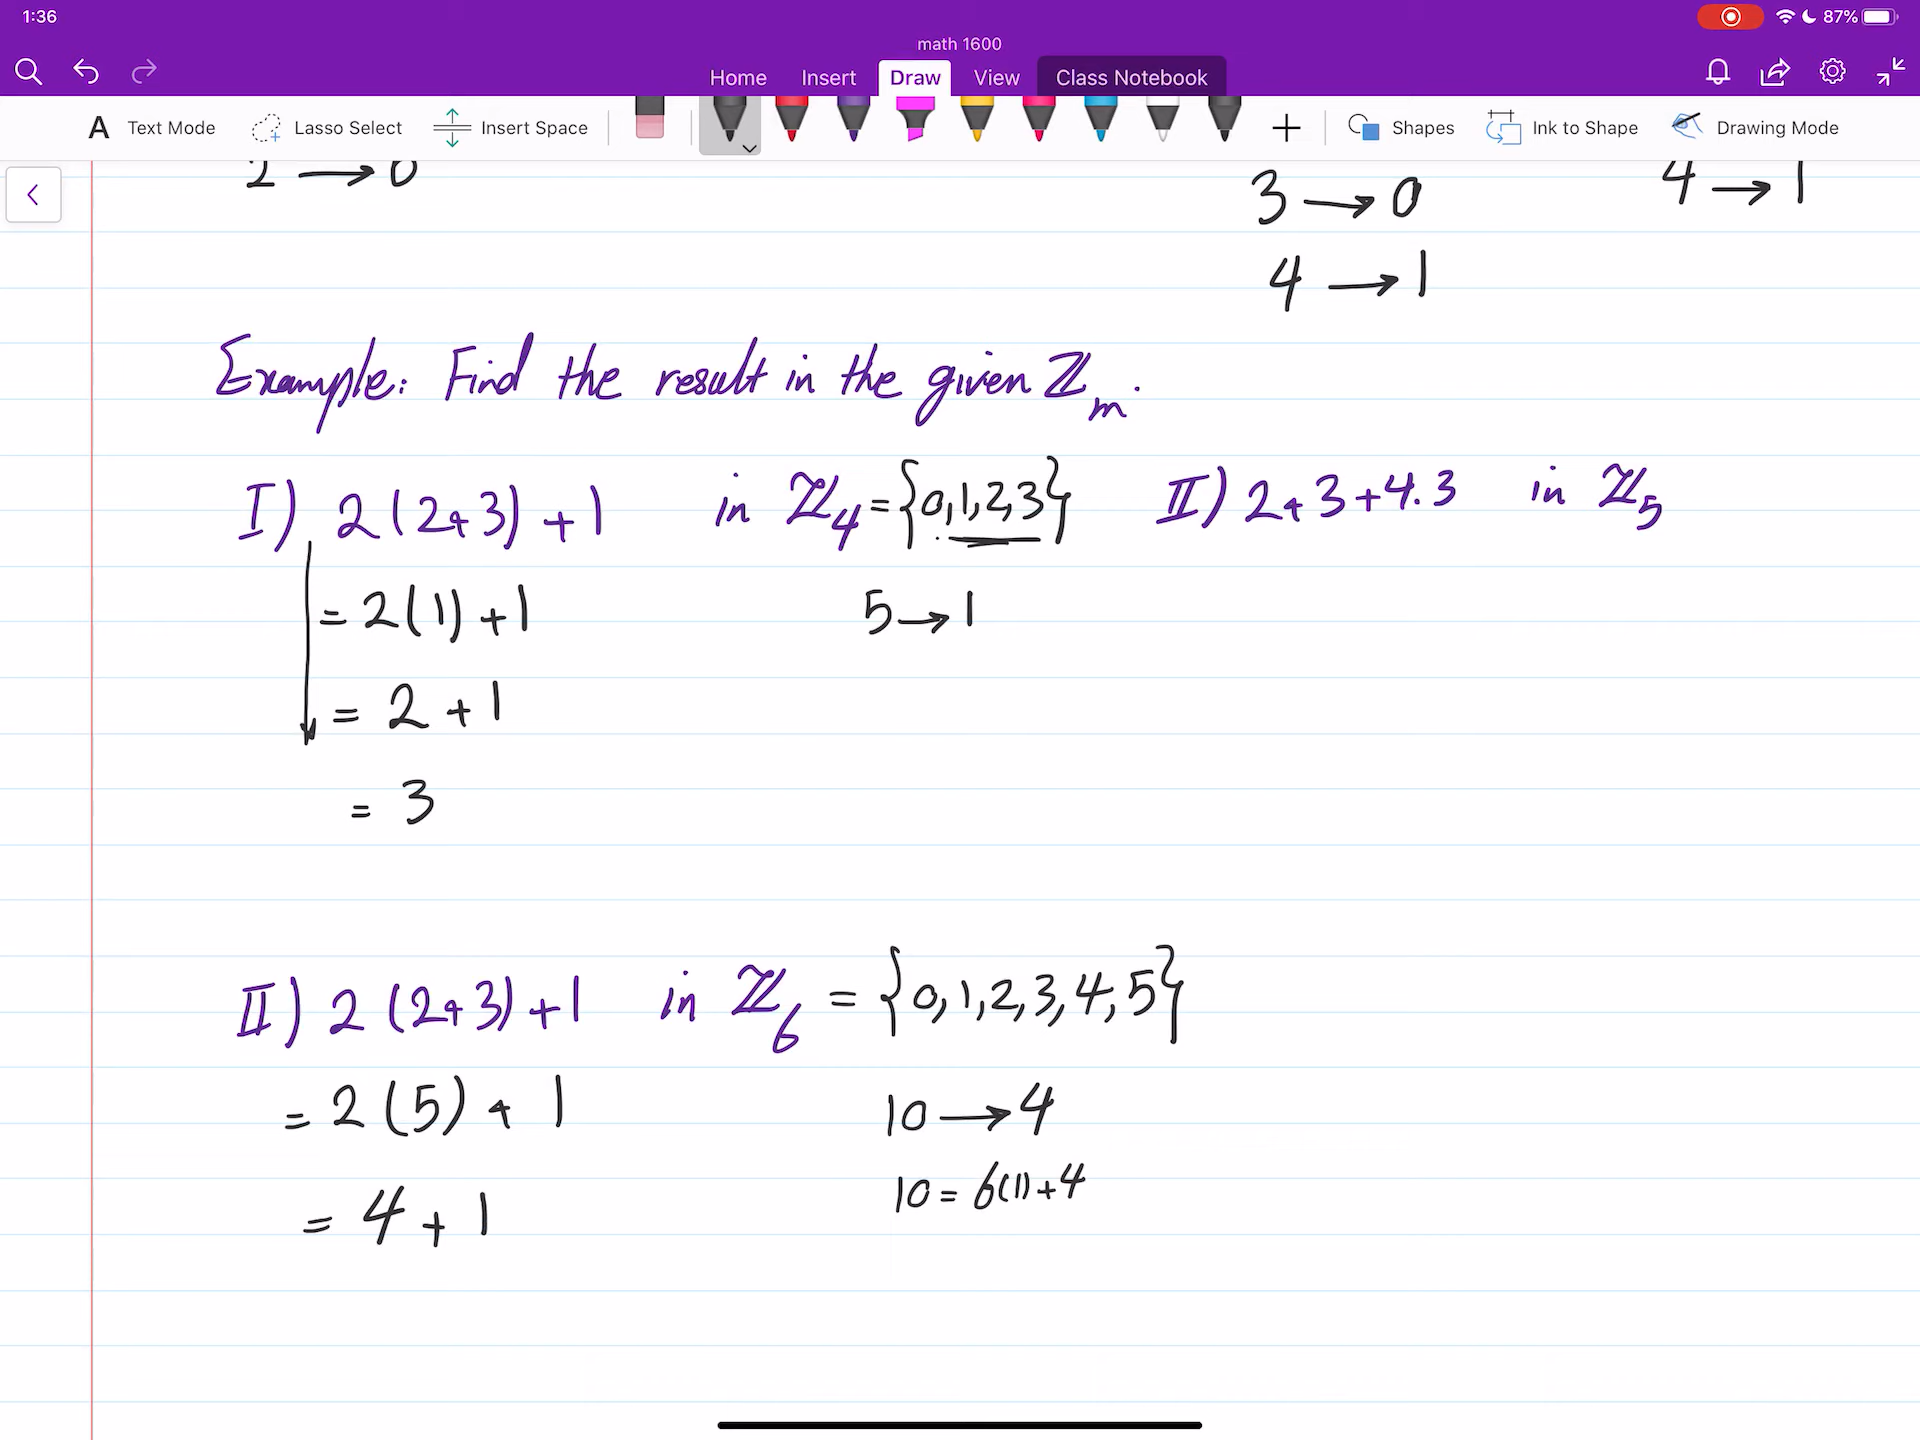 1:36
87%
math 1600
Home Insert Draw View Class Notebook
A Text Mode Lasso Select Insert Space Shapes Ink to Shape Drawing Mode
2 → 0
3 → 0
4 → 1
4 → 1
Example: Find the result in the given ℤₘ.
I) 2(2+3)+1 in ℤ₄ = {0,1,2,3}
= 2(1)+1
5 → 1
= 2+1
= 3
II) 2+3+4.3 in ℤ₅
II) 2(2+3)+1 in ℤ₆ = {0,1,2,3,4,5}
= 2(5)+1
10 → 4
= 4+1
10 = 6(1)+4